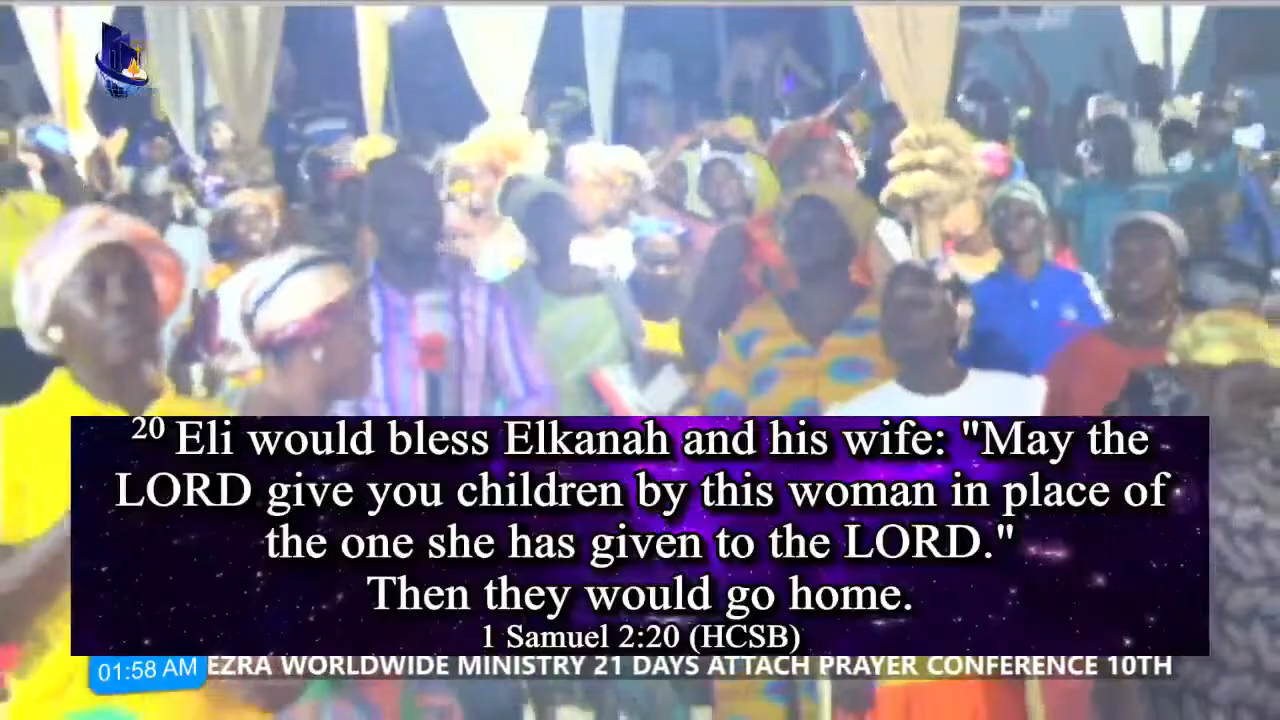 20 Eli would bless Elkanah and his wife: "May the
LORD give you children by this woman in place of
the one she has given to the LORD."
Then they would go home.
1 Samuel 2:20 (HCSB)
01:58 AM
EZRA WORLDWIDE MINISTRY 21 DAYS ATTACH PRAYER CONFERENCE 10TH